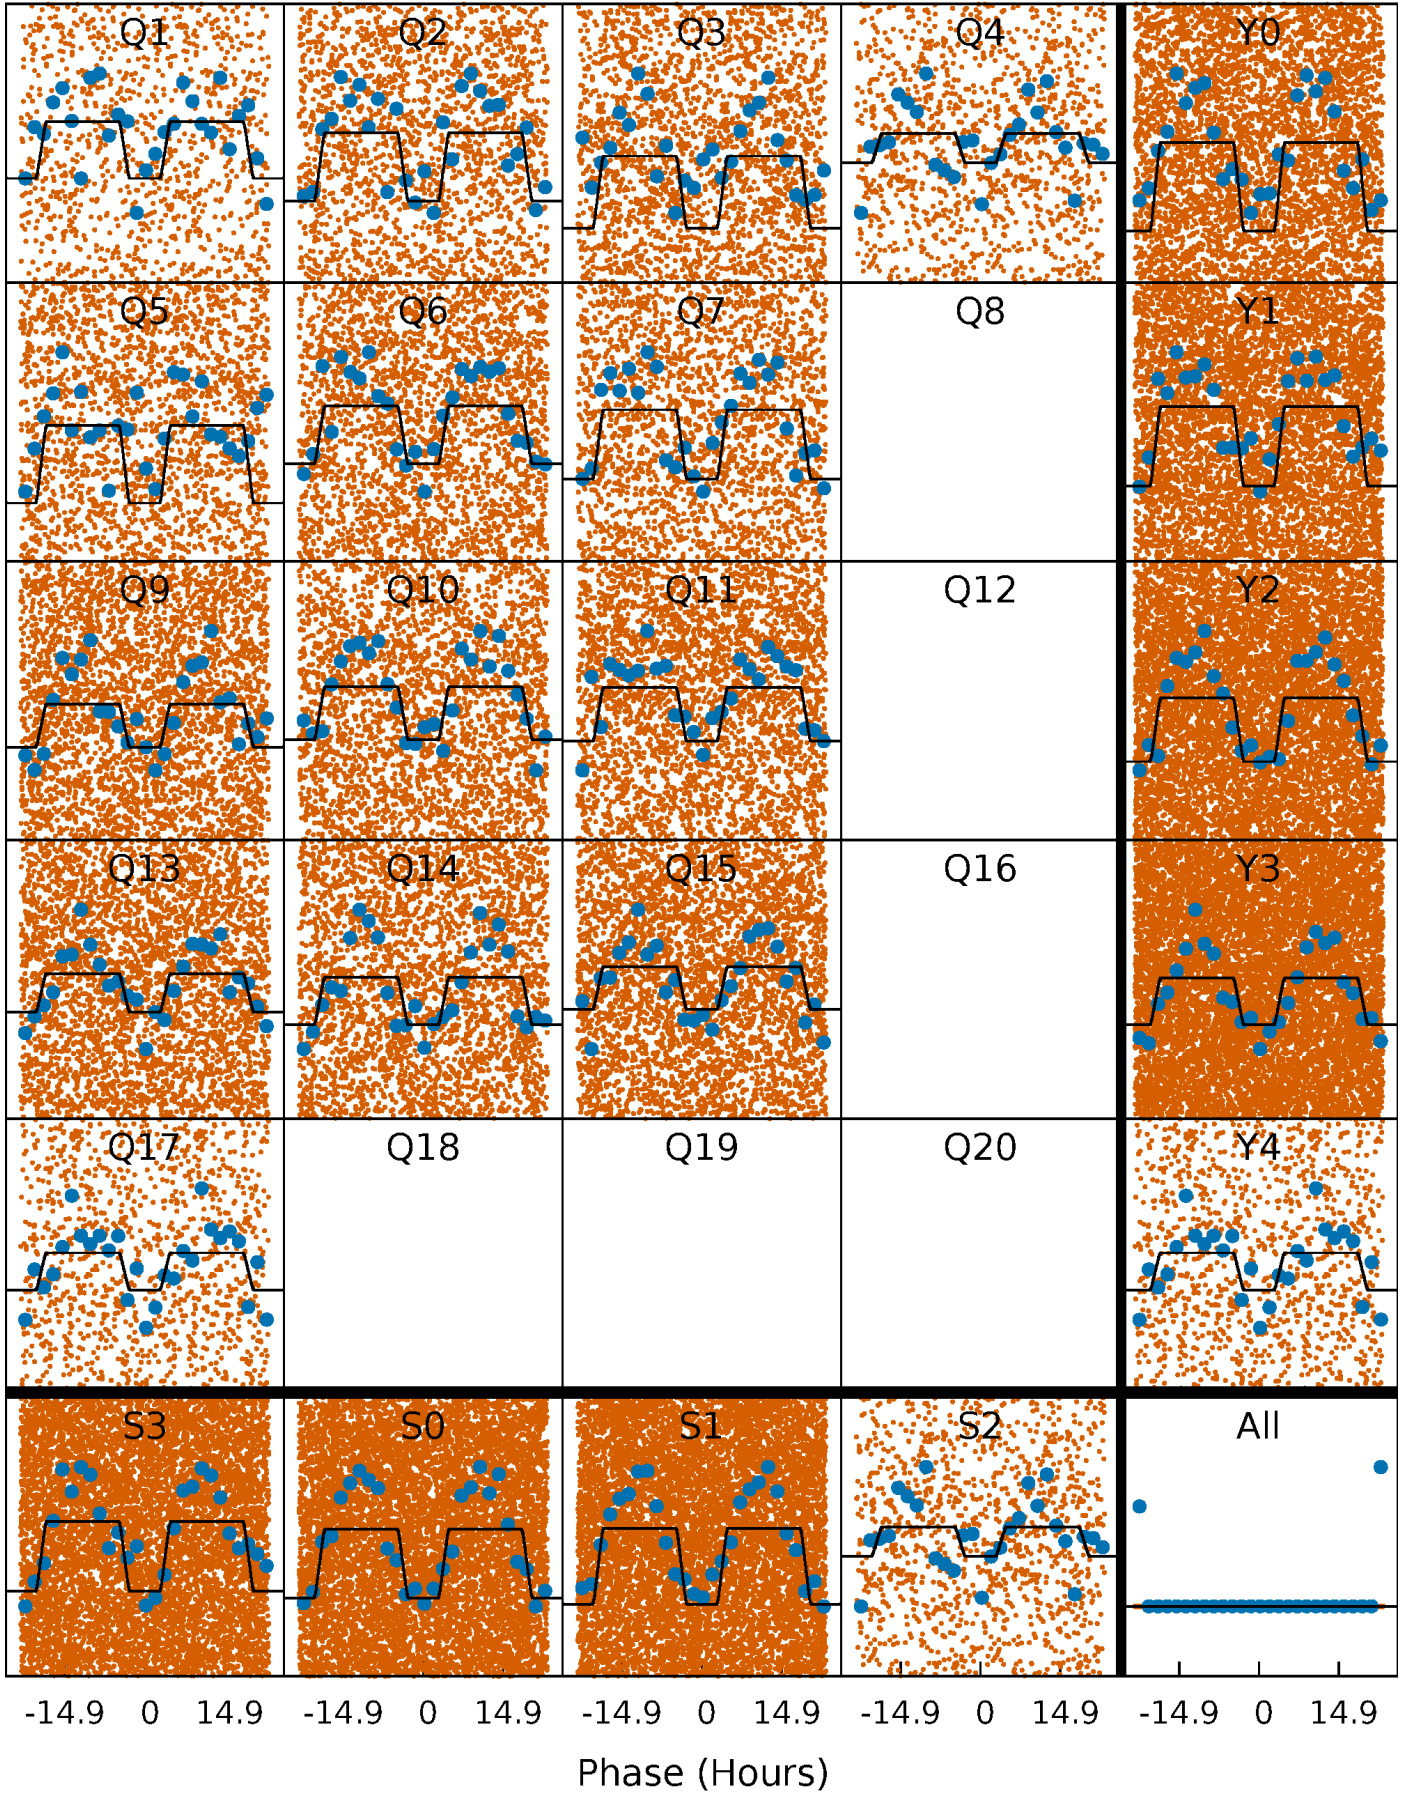 Q1 Q2 Q3 Q4 Y0
Q5 Q6 Q7 Q8 Y1
Q9 Q10 Q11 Q12 Y2
Q13 Q14 Q15 Q16 Y3
Q17 Q18 Q19 Q20 Y4
S3 S0 S1 S2 All
-14.9 0 14.9 -14.9 0 14.9 -14.9 0 14.9 -14.9 0 14.9 -14.9 0 14.9
Phase (Hours)